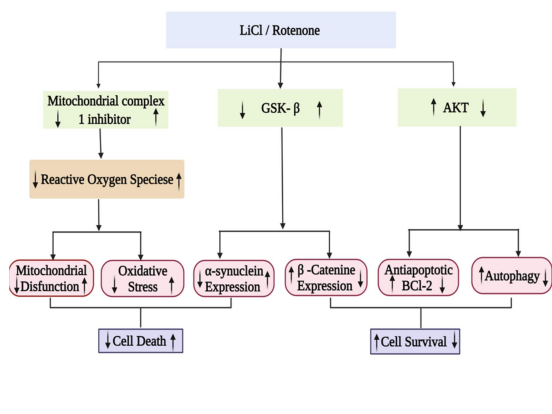 LiCl / Rotenone
Mitochondrial complex
↓ 1 inhibitor ↑
↓ GSK- β ↑
↑ AKT ↓
↓ Reactive Oxygen Speciese ↑
Mitochondrial
↓ Disfunction ↑
Oxidative
↓ Stress ↑
α-synuclein
↓ Expression ↑
↑ β -Catenine
Expression ↓
Antiapoptotic
↑ BCl-2 ↓
↑ Autophagy ↓
↓ Cell Death ↑
↑ Cell Survival ↓